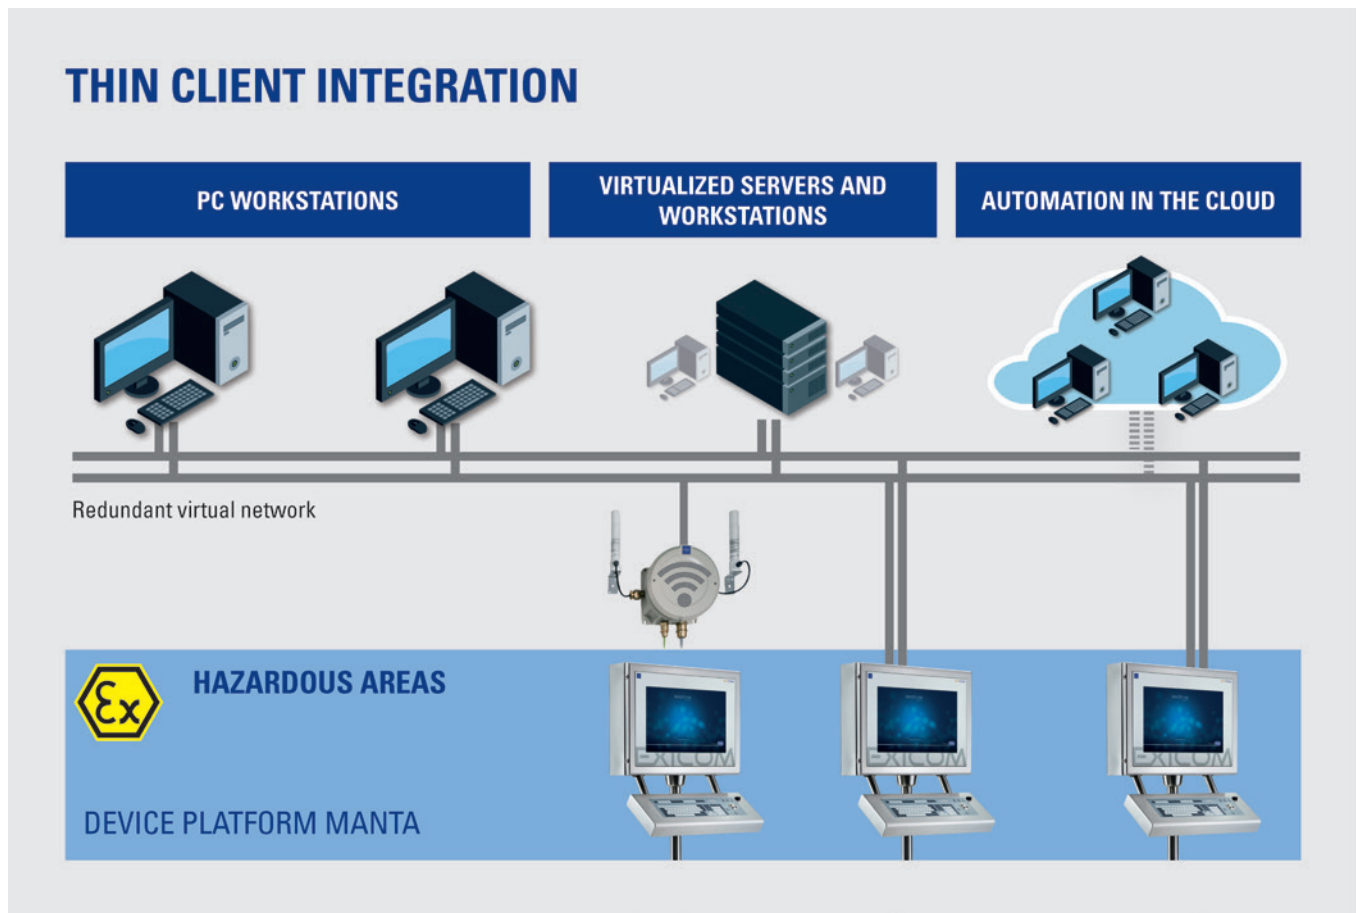 THIN CLIENT INTEGRATION
PC WORKSTATIONS
VIRTUALIZED SERVERS AND
WORKSTATIONS
AUTOMATION IN THE CLOUD
Redundant virtual network
Ex
HAZARDOUS AREAS
EXICOM
EXICOM
EXICOM
DEVICE PLATFORM MANTA